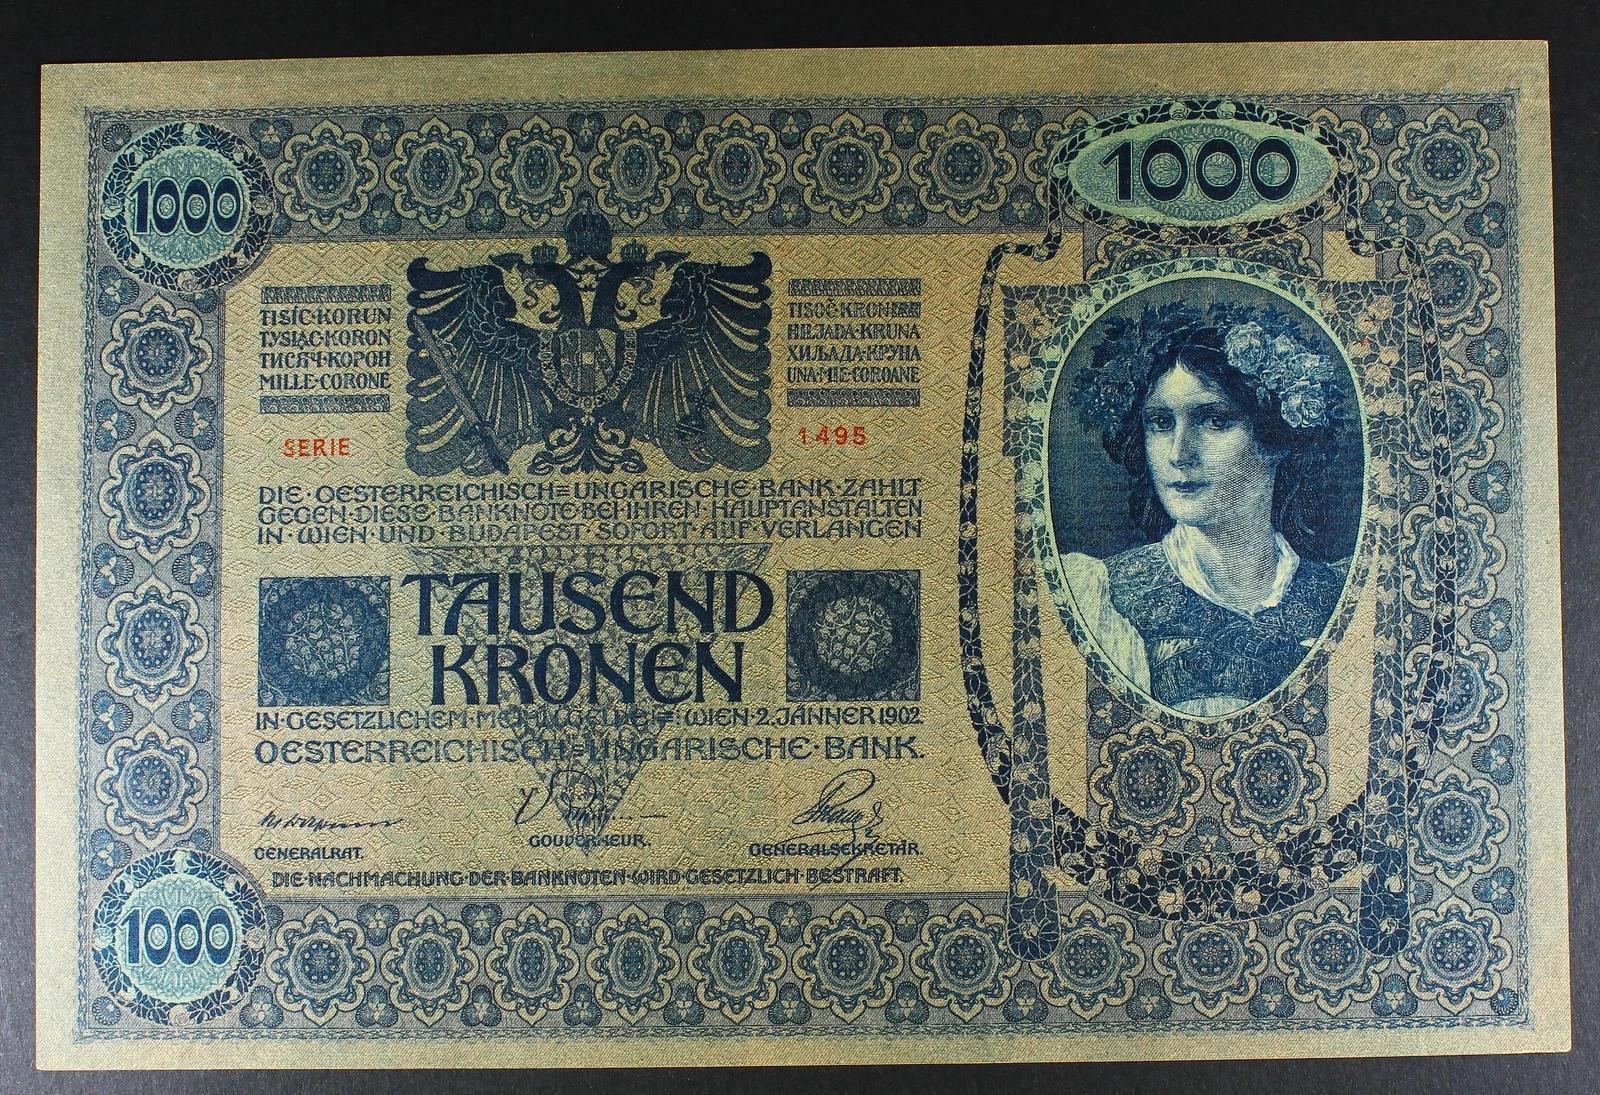 1000
1000
TISÍC·KORUN
TYSIĄC·KORON
ТИСЯЧ·КОРОН
MILLE·CORONE
TISOČ·KRON
HILJADA·KRUNA
ХИЉАДА·КРУНА
UNA·MIE·COROANE
SERIE
1495
DIE·OESTERREICHISCH=UNGARISCHE·BANK·ZAHLT
GEGEN·DIESE·BANKNOTE·BEI·IHREN·HAUPTANSTALTEN
IN·WIEN·UND·BUDAPEST·SOFORT·AUF·VERLANGEN
TAUSEND
KRONEN
IN·GESETZLICHEM·METALLGELDE=:WIEN·2·JÄNNER 1902.
OESTERREICHISCH=UNGARISCHE·BANK.
GENERALRAT.
GOUVERNEUR.
GENERALSEKRETÄR.
DIE·NACHMACHUNG·DER·BANKNOTEN·WIRD·GESETZLICH·BESTRAFT.
1000